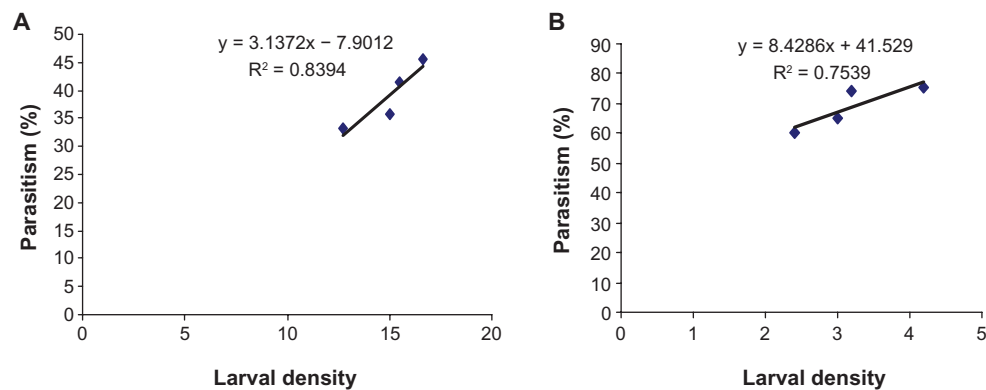 A
y = 3.1372x − 7.9012
R² = 0.8394
Parasitism (%)
50
45
40
35
30
25
20
15
10
5
0
0 5 10 15 20
Larval density
B
y = 8.4286x + 41.529
R² = 0.7539
Parasitism (%)
90
80
70
60
50
40
30
20
10
0
0 1 2 3 4 5
Larval density